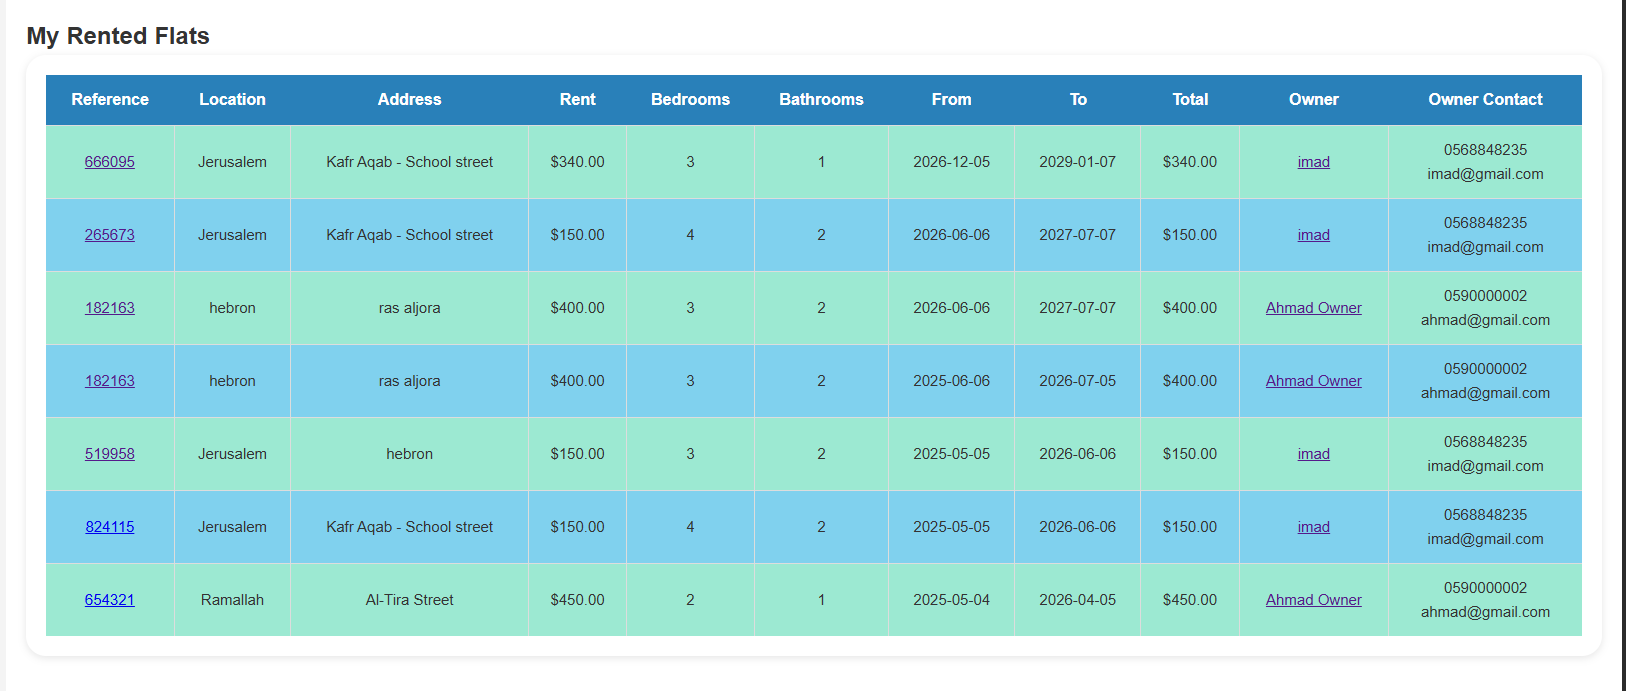 My Rented Flats
Reference Location Address Rent Bedrooms Bathrooms From To Total Owner Owner Contact
666095 Jerusalem Kafr Aqab - School street $340.00 3 1 2026-12-05 2029-01-07 $340.00 imad 0568848235
imad@gmail.com
265673 Jerusalem Kafr Aqab - School street $150.00 4 2 2026-06-06 2027-07-07 $150.00 imad 0568848235
imad@gmail.com
182163 hebron ras aljora $400.00 3 2 2026-06-06 2027-07-07 $400.00 Ahmad Owner 0590000002
ahmad@gmail.com
182163 hebron ras aljora $400.00 3 2 2025-06-06 2026-07-05 $400.00 Ahmad Owner 0590000002
ahmad@gmail.com
519958 Jerusalem hebron $150.00 3 2 2025-05-05 2026-06-06 $150.00 imad 0568848235
imad@gmail.com
824115 Jerusalem Kafr Aqab - School street $150.00 4 2 2025-05-05 2026-06-06 $150.00 imad 0568848235
imad@gmail.com
654321 Ramallah Al-Tira Street $450.00 2 1 2025-05-04 2026-04-05 $450.00 Ahmad Owner 0590000002
ahmad@gmail.com